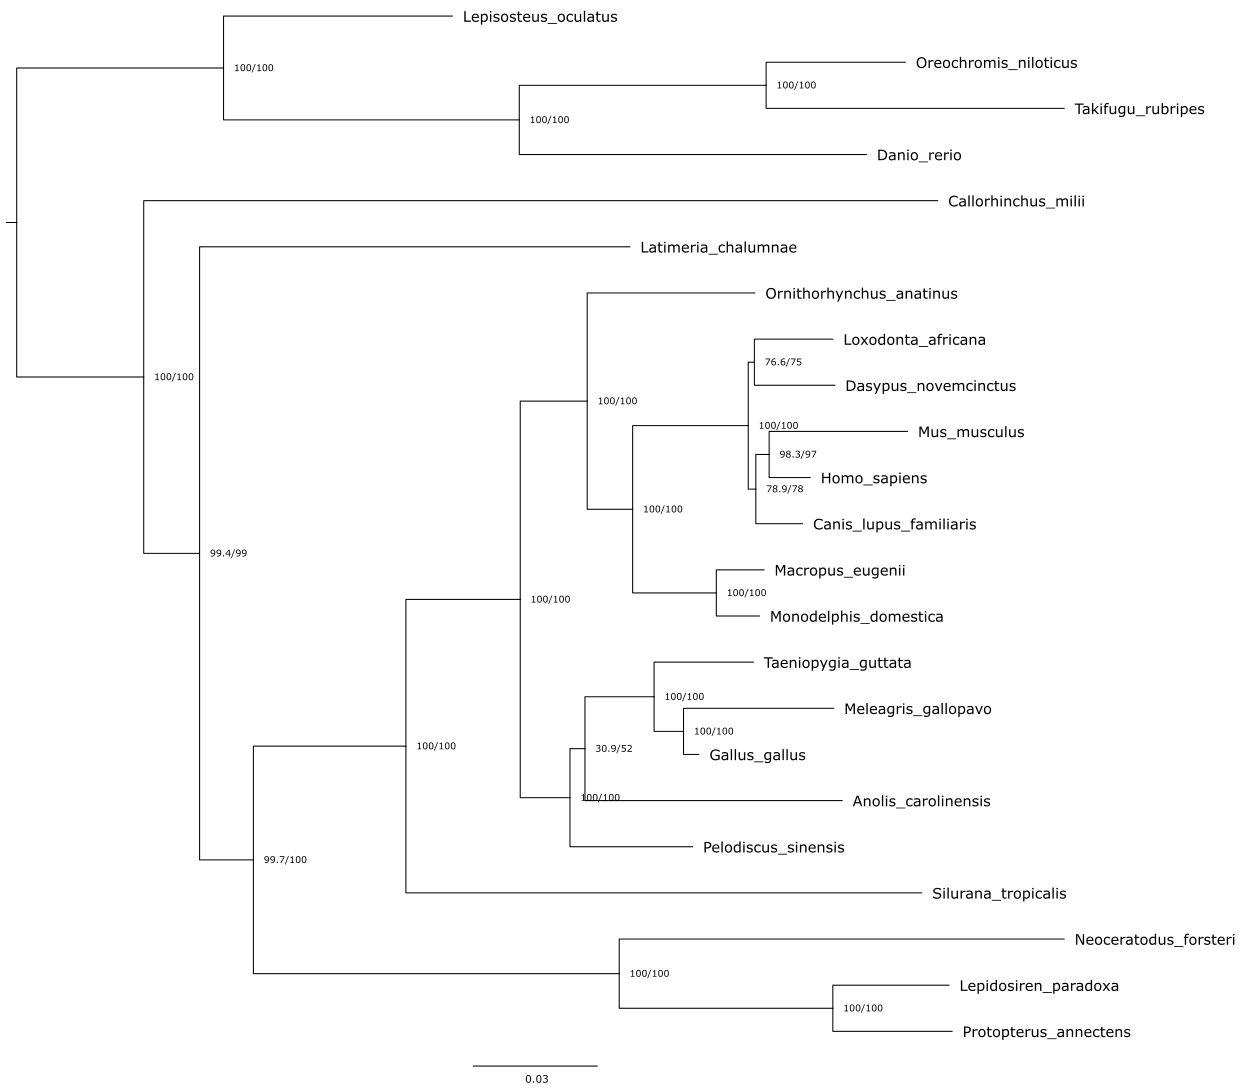 Lepisosteus_oculatus
Oreochromis_niloticus
100/100
100/100
Takifugu_rubripes
100/100
Danio_rerio
Callorhinchus_milii
Latimeria_chalumnae
Ornithorhynchus_anatinus
Loxodonta_africana
76.6/75
100/100
Dasypus_novemcinctus
100/100
100/100
Mus_musculus
98.3/97
Homo_sapiens
78.9/78
100/100
Canis_lupus_familiaris
99.4/99
Macropus_eugenii
100/100
100/100
Monodelphis_domestica
Taeniopygia_guttata
100/100
Meleagris_gallopavo
100/100
100/100
30.9/52
Gallus_gallus
100/100
Anolis_carolinensis
Pelodiscus_sinensis
99.7/100
Silurana_tropicalis
Neoceratodus_forsteri
100/100
Lepidosiren_paradoxa
100/100
Protopterus_annectens
0.03